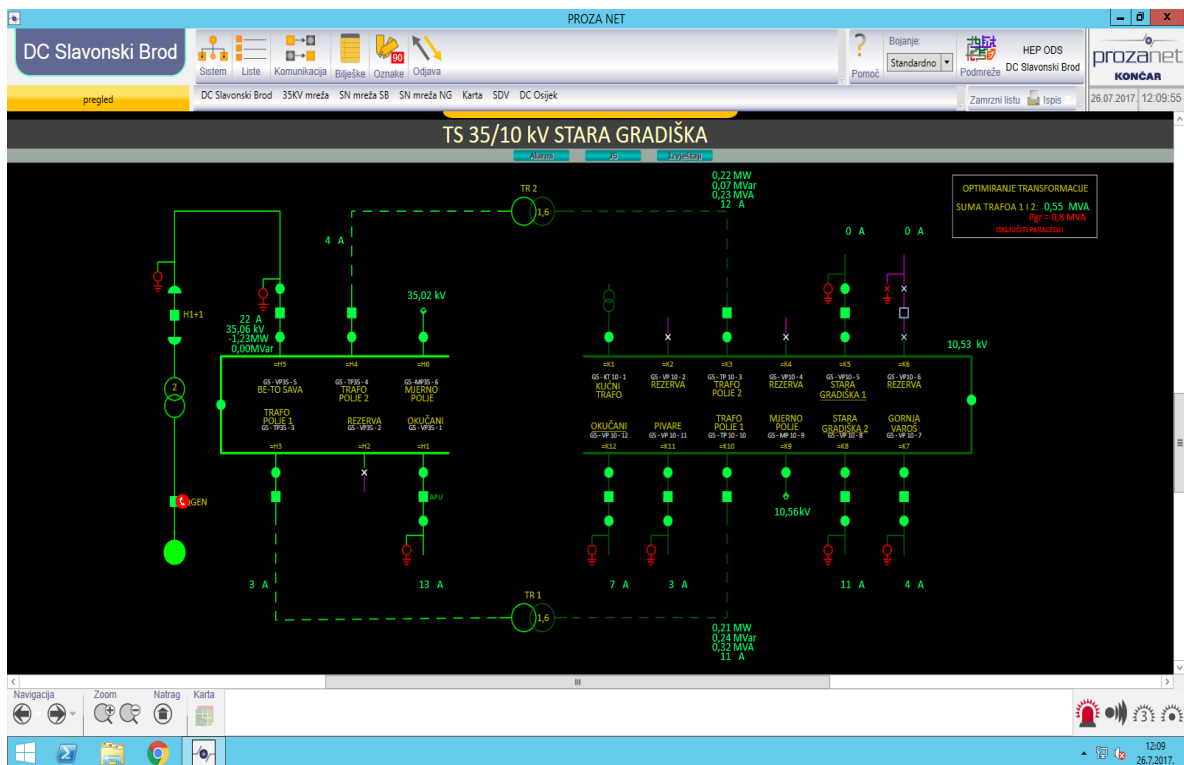 PROZA NET
DC Slavonski Brod
90
Sistem Liste Komunikacija Bilješke Oznake Odjava
Pomoć
Bojanje:
Standardno
Podmreže
HEP ODS
DC Slavonski Brod
prozanet
KONČAR
pregled
DC Slavonski Brod 35KV mreža SN mreža SB SN mreža NG Karta SDV DC Osijek
Zamrzni listu Ispis
26.07.2017. 12:09:55
TS 35/10 kV STARA GRADIŠKA
Alarmi JS Izvještaji
TR 2
1,6
0,22 MW
0,07 MVar
0,23 MVA
12 A
OPTIMIRANJE TRANSFORMACIJE
SUMA TRAFOA 1 I 2: 0,55 MVA
Pgr = 0,8 MVA
ISKLJUČITI PARALELU!
4 A
0 A 0 A
35,02 kV
H1+1
22 A
35,06 kV
-1,23MW
0,00MVar
10,53 kV
=H5 =H4 =H6
GS - VP35 - 5
BE-TO SAVA
GS - TP35 - 4
TRAFO
POLJE 2
GS -MP35 - 6
MJERNO
POLJE
=K1 =K2 =K3 =K4 =K5 =K6
GS - KT 10 - 1
KUĆNI
TRAFO
GS - VP 10 - 2
REZERVA
GS - TP 10 - 3
TRAFO
POLJE 2
GS - VP10 - 4
REZERVA
GS - VP10 - 5
STARA
GRADIŠKA 1
GS - VP10 - 6
REZERVA
2
TRAFO
POLJE 1
GS - TP35 - 3
REZERVA
GS - VP35 - 2
OKUČANI
GS - VP35 - 1
OKUČANI
GS - VP 10 - 12
PIVARE
GS - VP 10 - 11
TRAFO
POLJE 1
GS - TP 10 - 10
MJERNO
POLJE
GS - MP 10 - 9
STARA
GRADIŠKA 2
GS - VP 10 - 8
GORNJA
VAROŠ
GS - VP 10 - 7
=H3 =H2 =H1
=K12 =K11 =K10 =K9 =K8 =K7
GEN
APU
10,56kV
3 A 13 A 7 A 3 A 11 A 4 A
TR 1
1,6
0,21 MW
0,24 MVar
0,32 MVA
11 A
Navigacija Zoom Natrag Karta
3
12:09
26.7.2017.